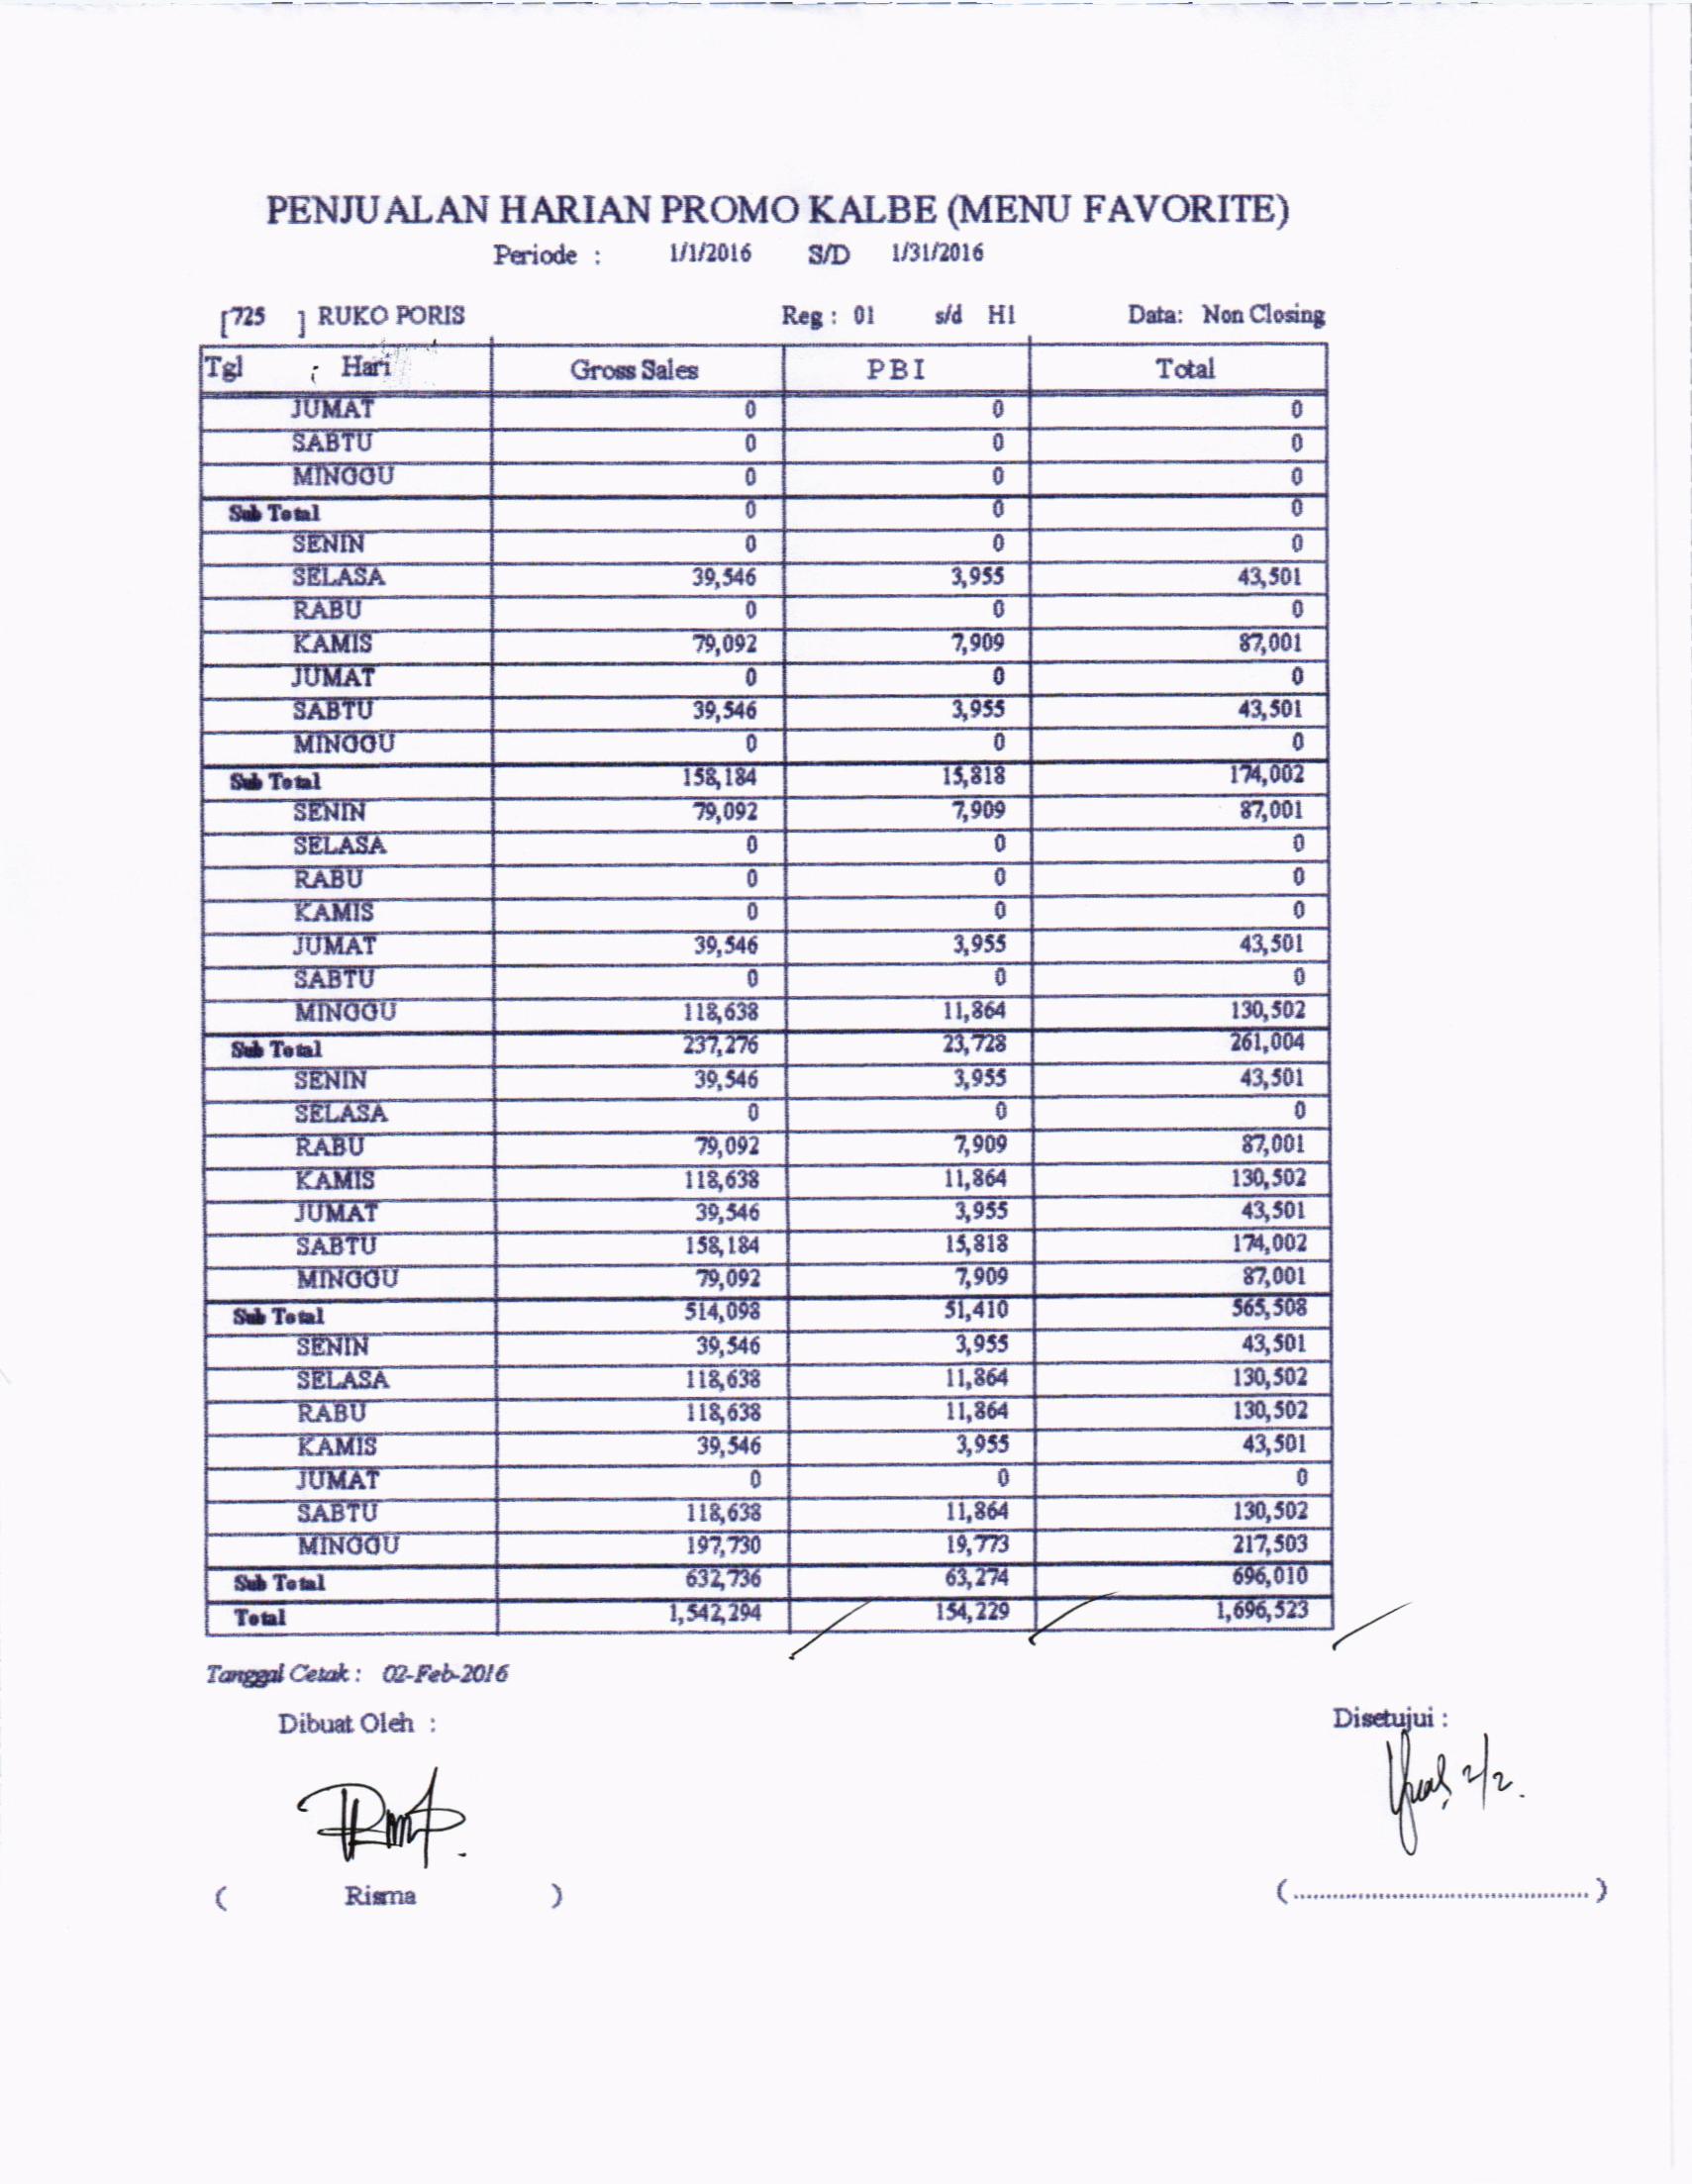 PENJUALAN HARIAN PROMO KALBE (MENU FAVORITE)
Periode : 1/1/2016 S/D 1/31/2016
[725 ] RUKO PORIS Reg : 01 s/d H1 Data: Non Closing
Tgl Hari Gross Sales PBI Total
JUMAT 0 0 0
SABTU 0 0 0
MINGGU 0 0 0
Sub Total 0 0 0
SENIN 0 0 0
SELASA 39,546 3,955 43,501
RABU 0 0 0
KAMIS 79,092 7,909 87,001
JUMAT 0 0 0
SABTU 39,546 3,955 43,501
MINGGU 0 0 0
Sub Total 158,184 15,818 174,002
SENIN 79,092 7,909 87,001
SELASA 0 0 0
RABU 0 0 0
KAMIS 0 0 0
JUMAT 39,546 3,955 43,501
SABTU 0 0 0
MINGGU 118,638 11,864 130,502
Sub Total 237,276 23,728 261,004
SENIN 39,546 3,955 43,501
SELASA 0 0 0
RABU 79,092 7,909 87,001
KAMIS 118,638 11,864 130,502
JUMAT 39,546 3,955 43,501
SABTU 158,184 15,818 174,002
MINGGU 79,092 7,909 87,001
Sub Total 514,098 51,410 565,508
SENIN 39,546 3,955 43,501
SELASA 118,638 11,864 130,502
RABU 118,638 11,864 130,502
KAMIS 39,546 3,955 43,501
JUMAT 0 0 0
SABTU 118,638 11,864 130,502
MINGGU 197,730 19,773 217,503
Sub Total 632,736 63,274 696,010
Total 1,542,294 154,229 1,696,523
Tanggal Cetak : 02-Feb-2016
Dibuat Oleh : Disetujui :
2/2.
( Risma ) (..............................................)